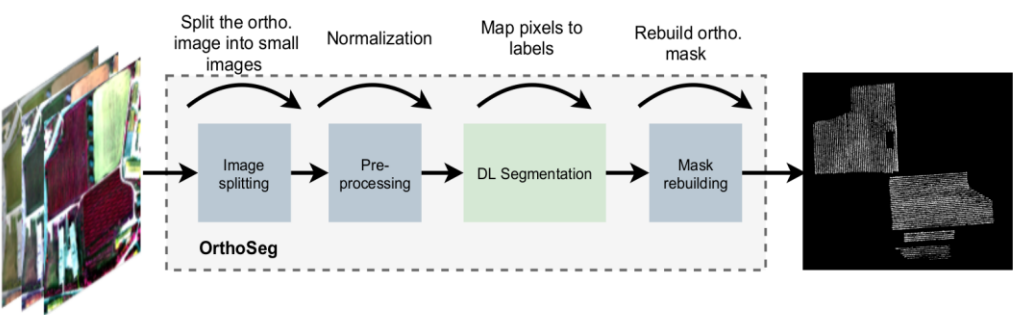 Split the ortho.
image into small
images
Normalization
Map pixels to
labels
Rebuild ortho.
mask
Image
splitting
Pre-
processing
DL Segmentation
Mask
rebuilding
OrthoSeg